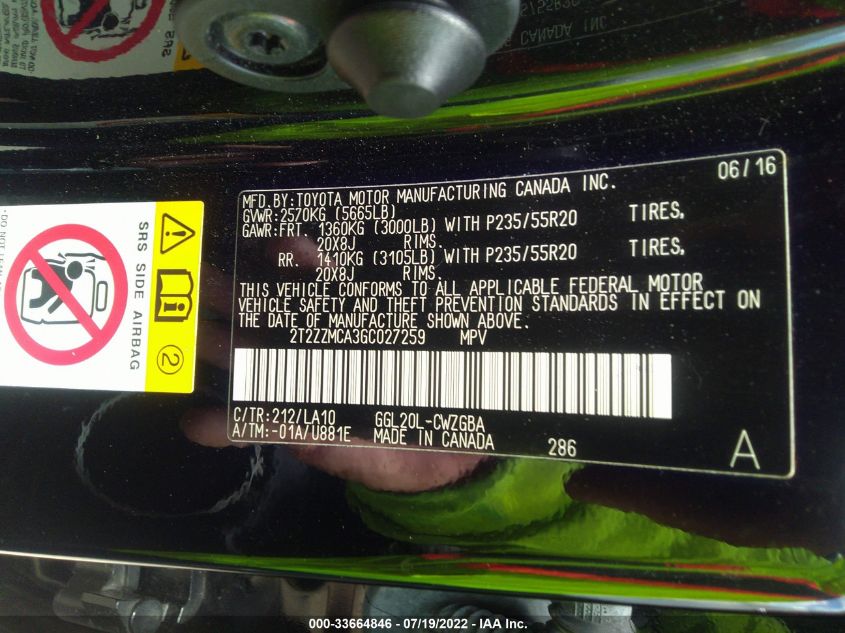 06/16
MFD.BY:TOYOTA MOTOR MANUFACTURING CANADA INC.
GVWR:2570KG (5665LB)
GAWR:FRT. 1360KG (3000LB) WITH P235/55R20 TIRES,
20X8J RIMS.
RR. 1410KG (3105LB) WITH P235/55R20 TIRES,
20X8J RIMS.
THIS VEHICLE CONFORMS TO ALL APPLICABLE FEDERAL MOTOR
VEHICLE SAFETY AND THEFT PREVENTION STANDARDS IN EFFECT ON
THE DATE OF MANUFACTURE SHOWN ABOVE.
2T2ZZMCA3GC027259 MPV
C/TR:212/LA10 GGL20L-CWZGBA
A/TM:-01A/U881E MADE IN CANADA 286 A
SRS SIDE AIRBAG
2
000-33664846 - 07/19/2022 - IAA Inc.